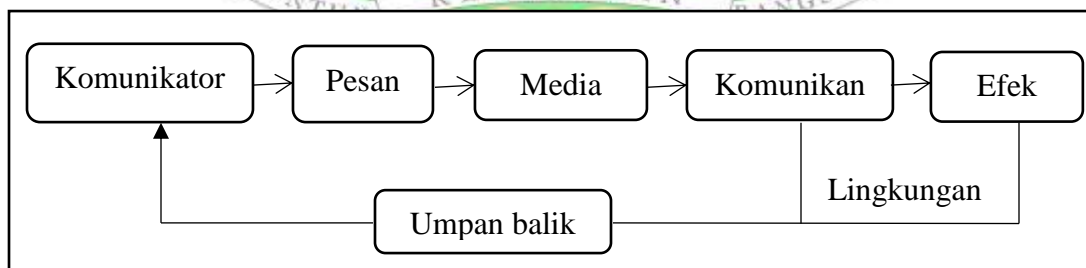 Komunikator
Pesan
Media
Komunikan
Efek
Lingkungan
Umpan balik